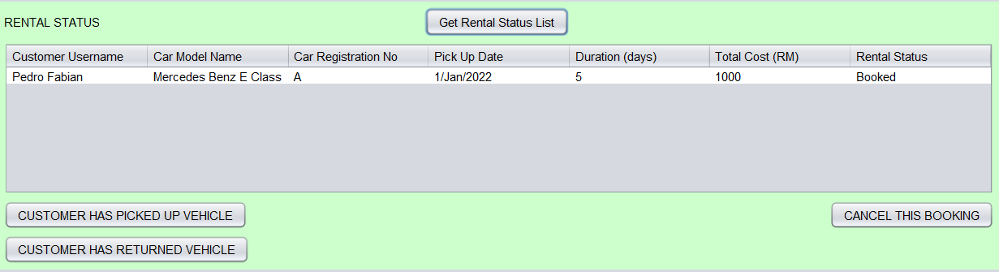 RENTAL STATUS Get Rental Status List
Customer Username Car Model Name Car Registration No Pick Up Date Duration (days) Total Cost (RM) Rental Status
Pedro Fabian Mercedes Benz E Class A 1/Jan/2022 5 1000 Booked
CUSTOMER HAS PICKED UP VEHICLE CANCEL THIS BOOKING
CUSTOMER HAS RETURNED VEHICLE